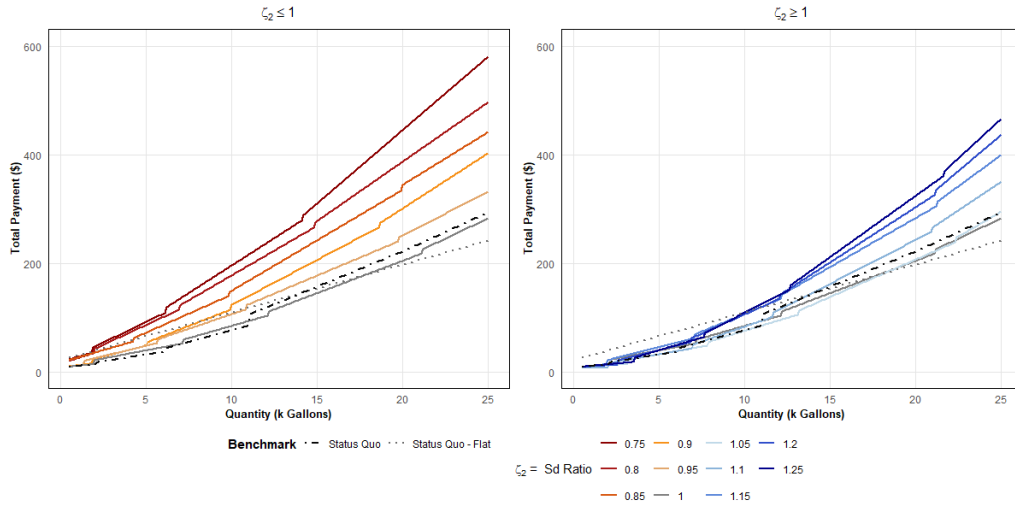 ζ₂ ≤ 1
ζ₂ ≥ 1
Total Payment ($)
600
400
200
0
0 5 10 15 20 25
Quantity (k Gallons)
Total Payment ($)
600
400
200
0
0 5 10 15 20 25
Quantity (k Gallons)
Benchmark Status Quo Status Quo - Flat
ζ₂ = Sd Ratio
0.75 0.9 1.05 1.2
0.8 0.95 1.1 1.25
0.85 1 1.15